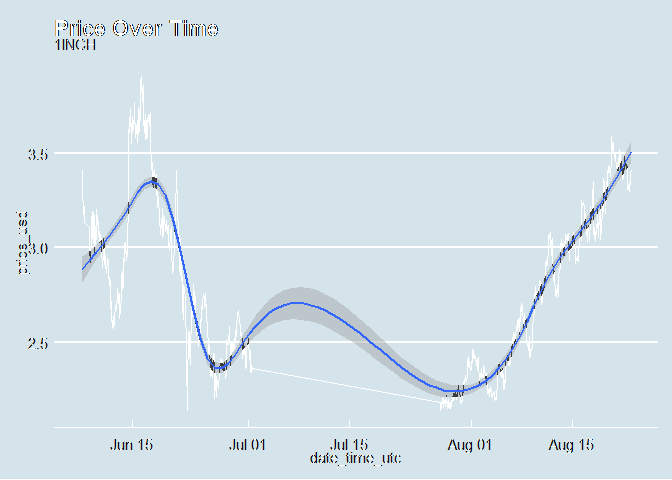 Price Over Time
1INCH
3.5
3.0
2.5
price_usd
Jun 15 Jul 01 Jul 15 Aug 01 Aug 15
date_time_utc